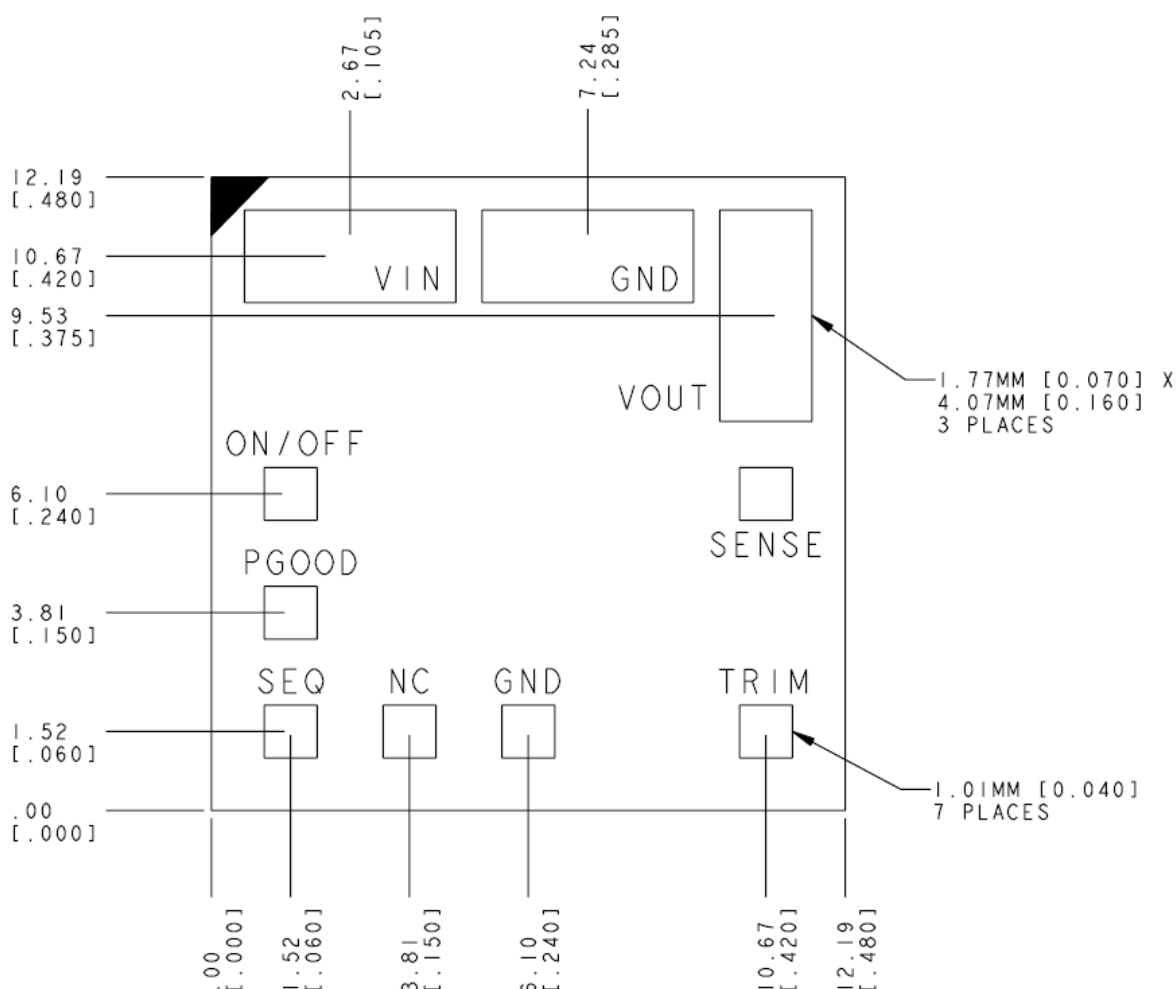 2.67
[.105]
7.24
[.285]
12.19
[.480]
10.67
[.420]
VIN
GND
9.53
[.375]
1.77MM [0.070] X
4.07MM [0.160]
3 PLACES
VOUT
ON/OFF
6.10
[.240]
SENSE
PGOOD
3.81
[.150]
SEQ
NC
GND
TRIM
1.52
[.060]
1.01MM [0.040]
7 PLACES
.00
[.000]
.00
[.000]
1.52
[.060]
3.81
[.150]
6.10
[.240]
10.67
[.420]
12.19
[.480]